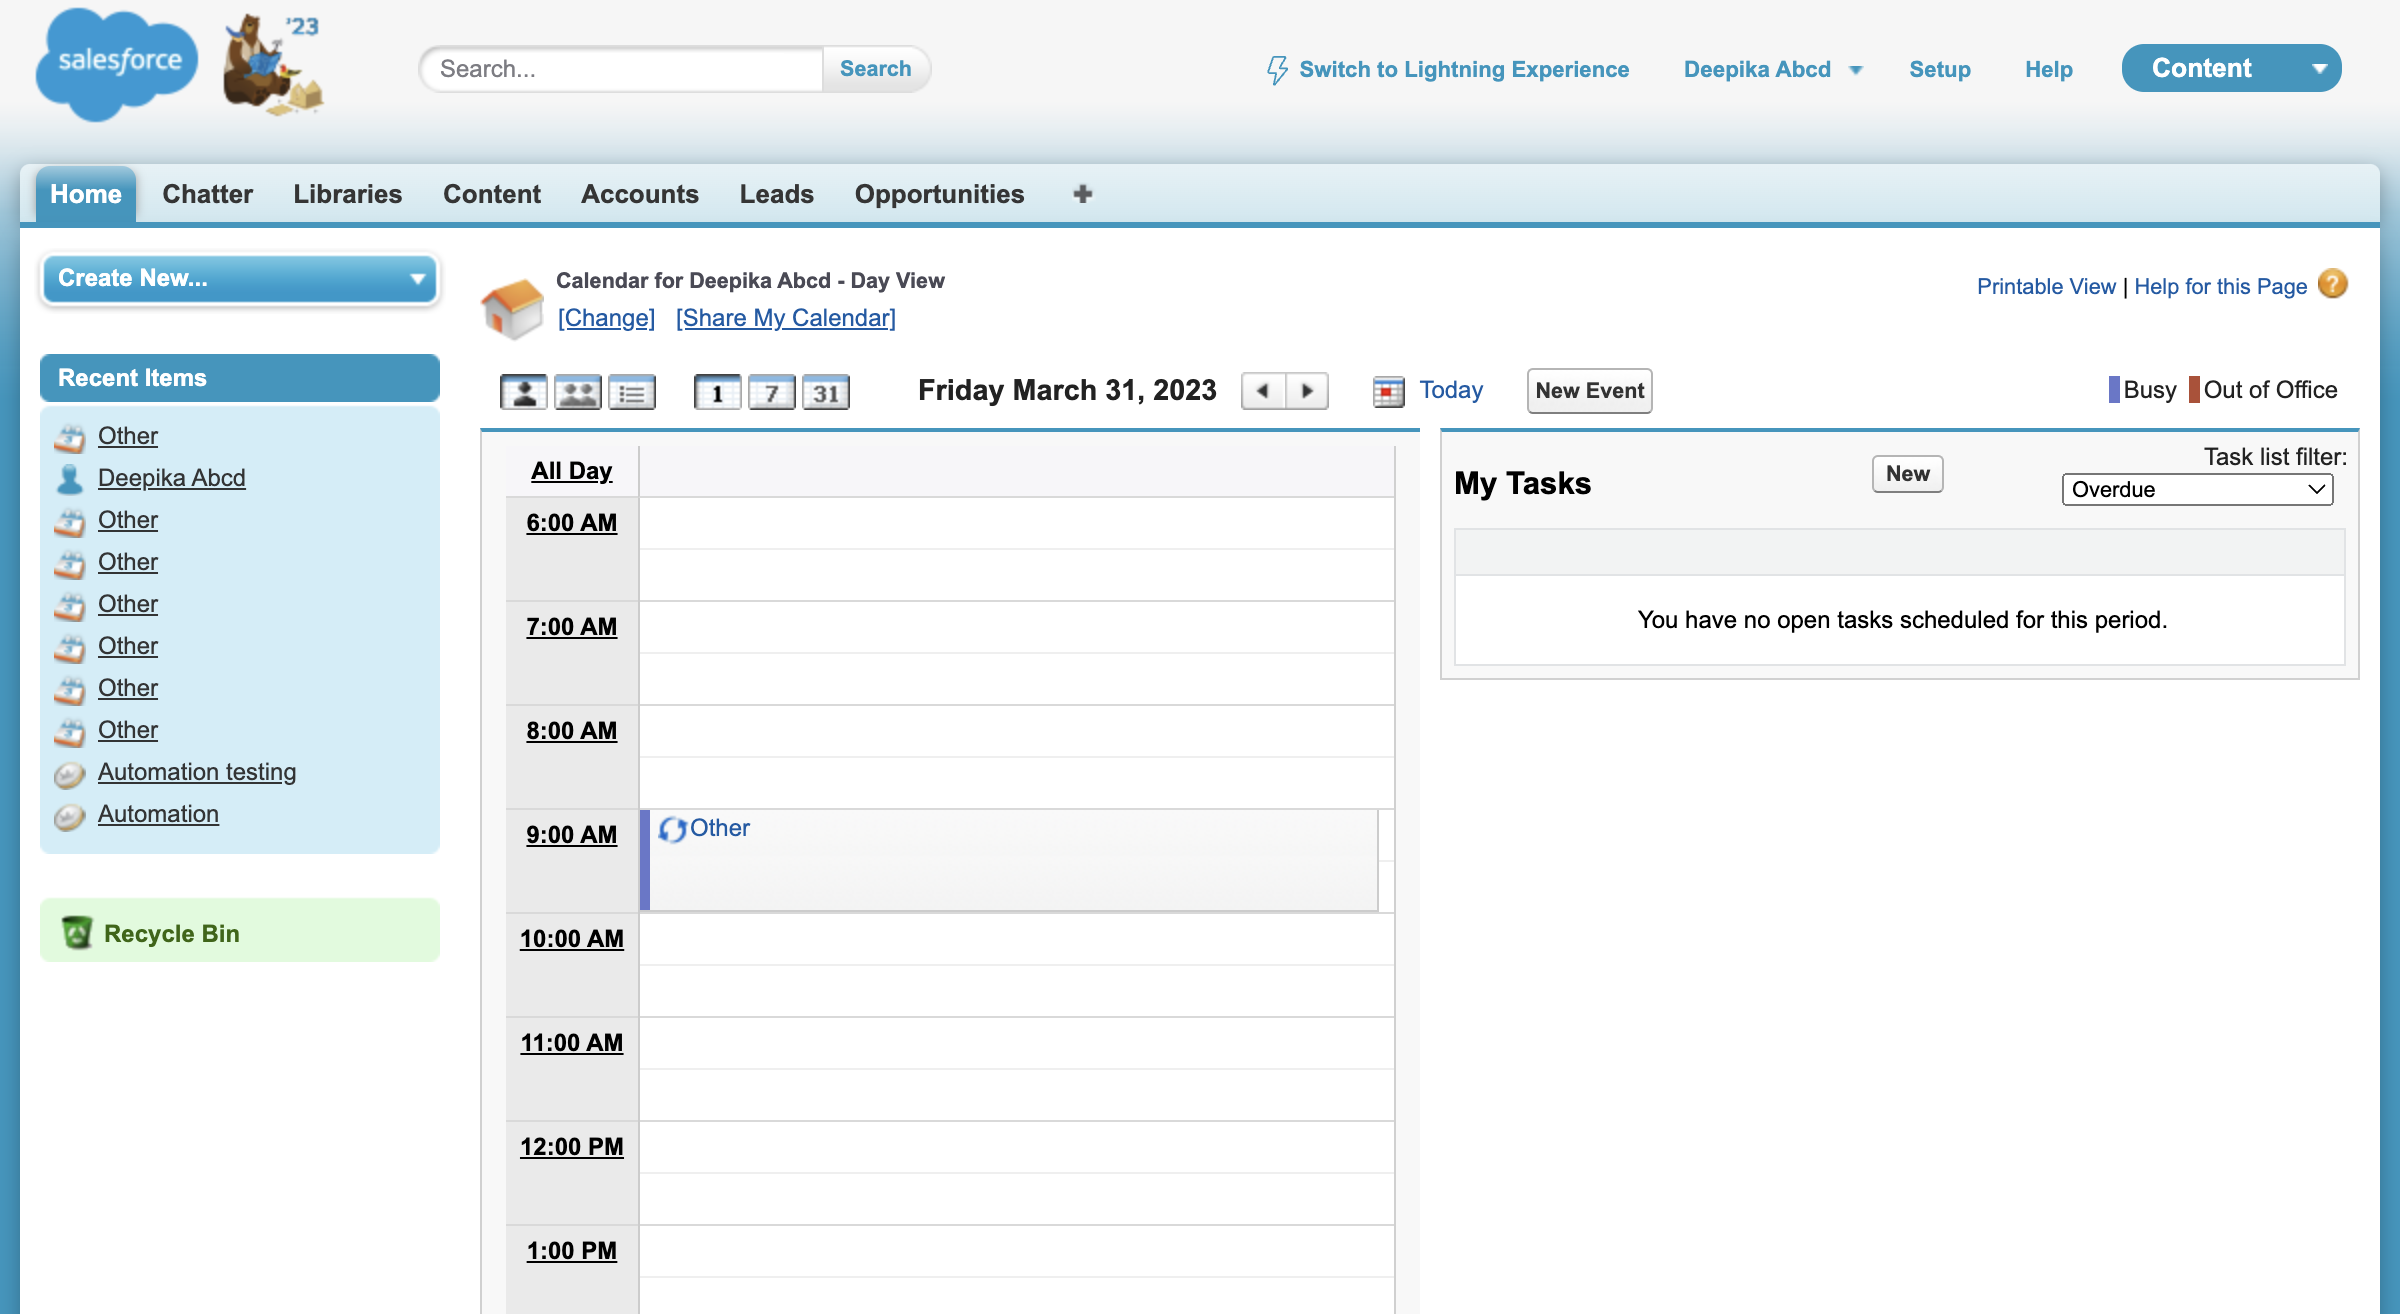 salesforce
'23
Search...
Search
Switch to Lightning Experience
Deepika Abcd
Setup
Help
Content
Home
Chatter
Libraries
Content
Accounts
Leads
Opportunities
Create New...
Recent Items
Other
Deepika Abcd
Other
Other
Other
Other
Other
Other
Automation testing
Automation
Recycle Bin
Calendar for Deepika Abcd - Day View
[Change] [Share My Calendar]
Printable View | Help for this Page ?
1 7 31
Friday March 31, 2023
Today
New Event
Busy Out of Office
All Day
6:00 AM
7:00 AM
8:00 AM
9:00 AM
Other
10:00 AM
11:00 AM
12:00 PM
1:00 PM
My Tasks
New
Task list filter:
Overdue
You have no open tasks scheduled for this period.